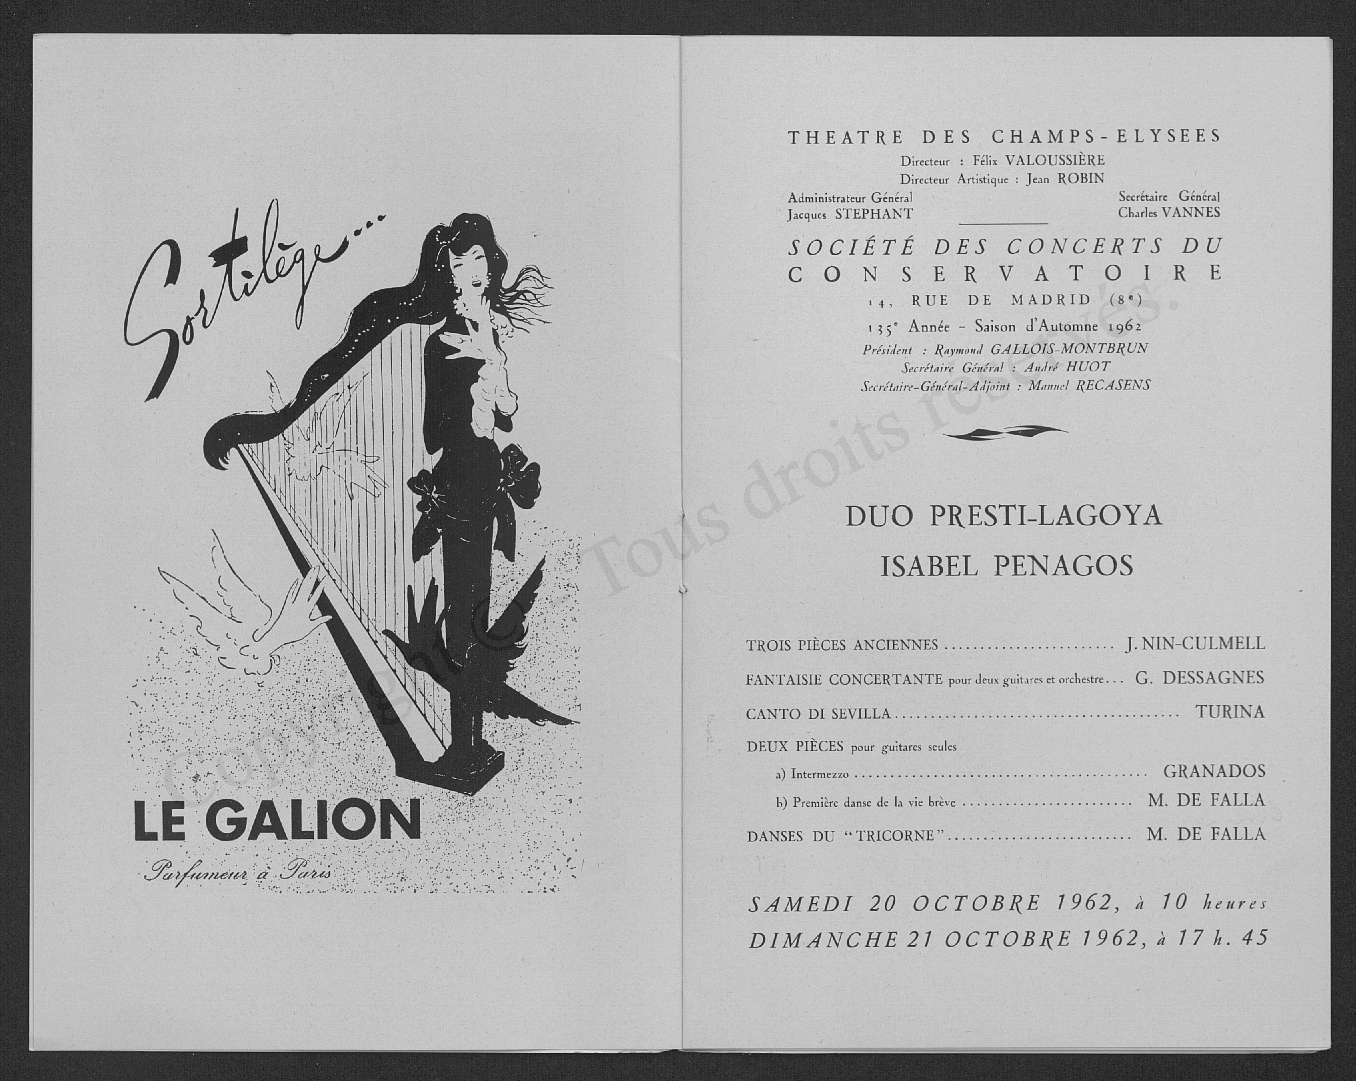 Sortilège...
LE GALION
Parfumeur à Paris
THEATRE DES CHAMPS-ELYSEES
Directeur : Félix VALOUSSIÈRE
Directeur Artistique : Jean ROBIN
Administrateur Général
Jacques STEPHANT
Secrétaire Général
Charles VANNES
SOCIÉTÉ DES CONCERTS DU
CONSERVATOIRE
14, RUE DE MADRID (8e)
135e Année - Saison d'Automne 1962
Président : Raymond GALLOIS-MONTBRUN
Secrétaire Général : André HUOT
Secrétaire-Général-Adjoint : Manuel RECASENS
DUO PRESTI-LAGOYA
ISABEL PENAGOS
TROIS PIÈCES ANCIENNES ........................ J. NIN-CULMELL
FANTAISIE CONCERTANTE pour deux guitares et orchestre... G. DESSAGNES
CANTO DI SEVILLA........................................ TURINA
DEUX PIÈCES pour guitares seules
a) Intermezzo ......................................... GRANADOS
b) Première danse de la vie brève ........................ M. DE FALLA
DANSES DU “TRICORNE”.......................... M. DE FALLA
SAMEDI 20 OCTOBRE 1962, à 10 heures
DIMANCHE 21 OCTOBRE 1962, à 17 h. 45
Copyright © - Tous droits réservés.